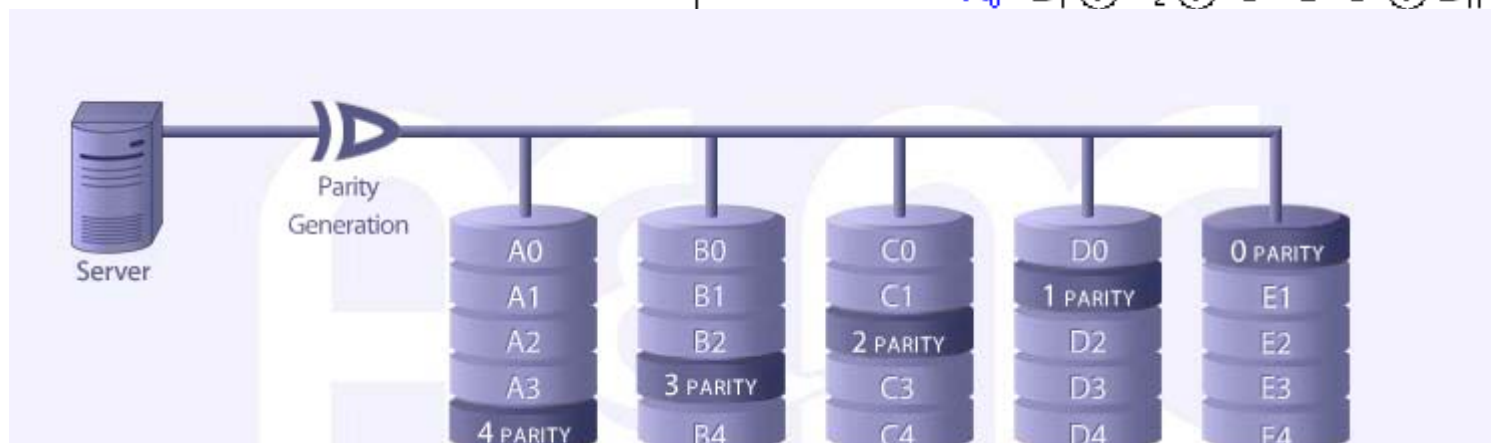 Parity
Generation
Server
A0 B0 C0 D0 0 PARITY
A1 B1 C1 1 PARITY E1
A2 B2 2 PARITY D2 E2
A3 3 PARITY C3 D3 E3
4 PARITY B4 C4 D4 E4